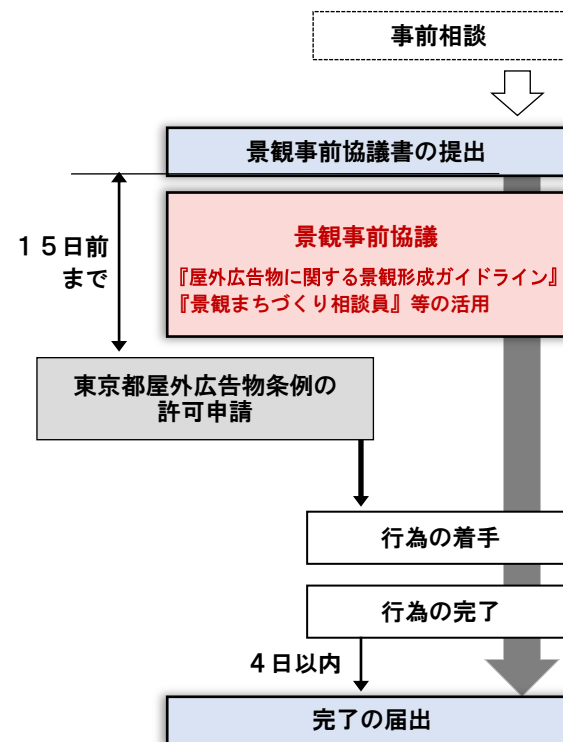 事前相談
景観事前協議書の提出
１５日前
まで
景観事前協議
『屋外広告物に関する景観形成ガイドライン』
『景観まちづくり相談員』等の活用
東京都屋外広告物条例の
許可申請
行為の着手
行為の完了
４日以内
完了の届出